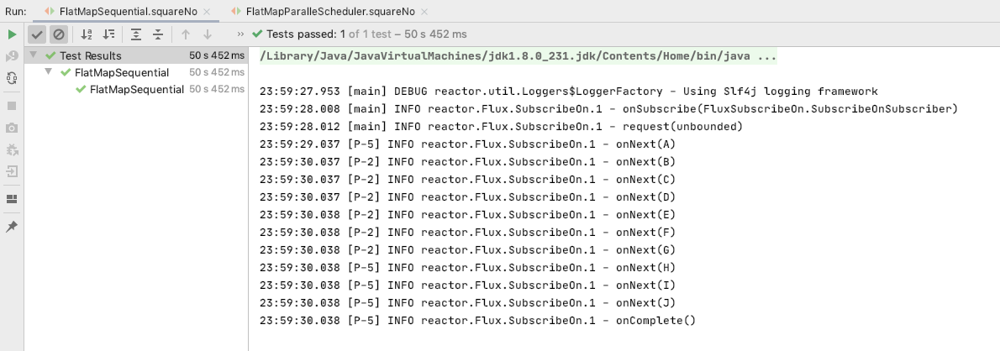 Run: FlatMapSequential.squareNo × FlatMapParalleScheduler.squareNo ×
» Tests passed: 1 of 1 test – 50 s 452 ms
Test Results 50 s 452 ms
FlatMapSequential 50 s 452 ms
FlatMapSequential 50 s 452 ms
/Library/Java/JavaVirtualMachines/jdk1.8.0_231.jdk/Contents/Home/bin/java ...
23:59:27.953 [main] DEBUG reactor.util.Loggers$LoggerFactory - Using Slf4j logging framework
23:59:28.008 [main] INFO reactor.Flux.SubscribeOn.1 - onSubscribe(FluxSubscribeOn.SubscribeOnSubscriber)
23:59:28.012 [main] INFO reactor.Flux.SubscribeOn.1 - request(unbounded)
23:59:29.037 [P-5] INFO reactor.Flux.SubscribeOn.1 - onNext(A)
23:59:30.037 [P-2] INFO reactor.Flux.SubscribeOn.1 - onNext(B)
23:59:30.037 [P-2] INFO reactor.Flux.SubscribeOn.1 - onNext(C)
23:59:30.037 [P-2] INFO reactor.Flux.SubscribeOn.1 - onNext(D)
23:59:30.038 [P-2] INFO reactor.Flux.SubscribeOn.1 - onNext(E)
23:59:30.038 [P-2] INFO reactor.Flux.SubscribeOn.1 - onNext(F)
23:59:30.038 [P-2] INFO reactor.Flux.SubscribeOn.1 - onNext(G)
23:59:30.038 [P-5] INFO reactor.Flux.SubscribeOn.1 - onNext(H)
23:59:30.038 [P-5] INFO reactor.Flux.SubscribeOn.1 - onNext(I)
23:59:30.038 [P-5] INFO reactor.Flux.SubscribeOn.1 - onNext(J)
23:59:30.038 [P-5] INFO reactor.Flux.SubscribeOn.1 - onComplete()